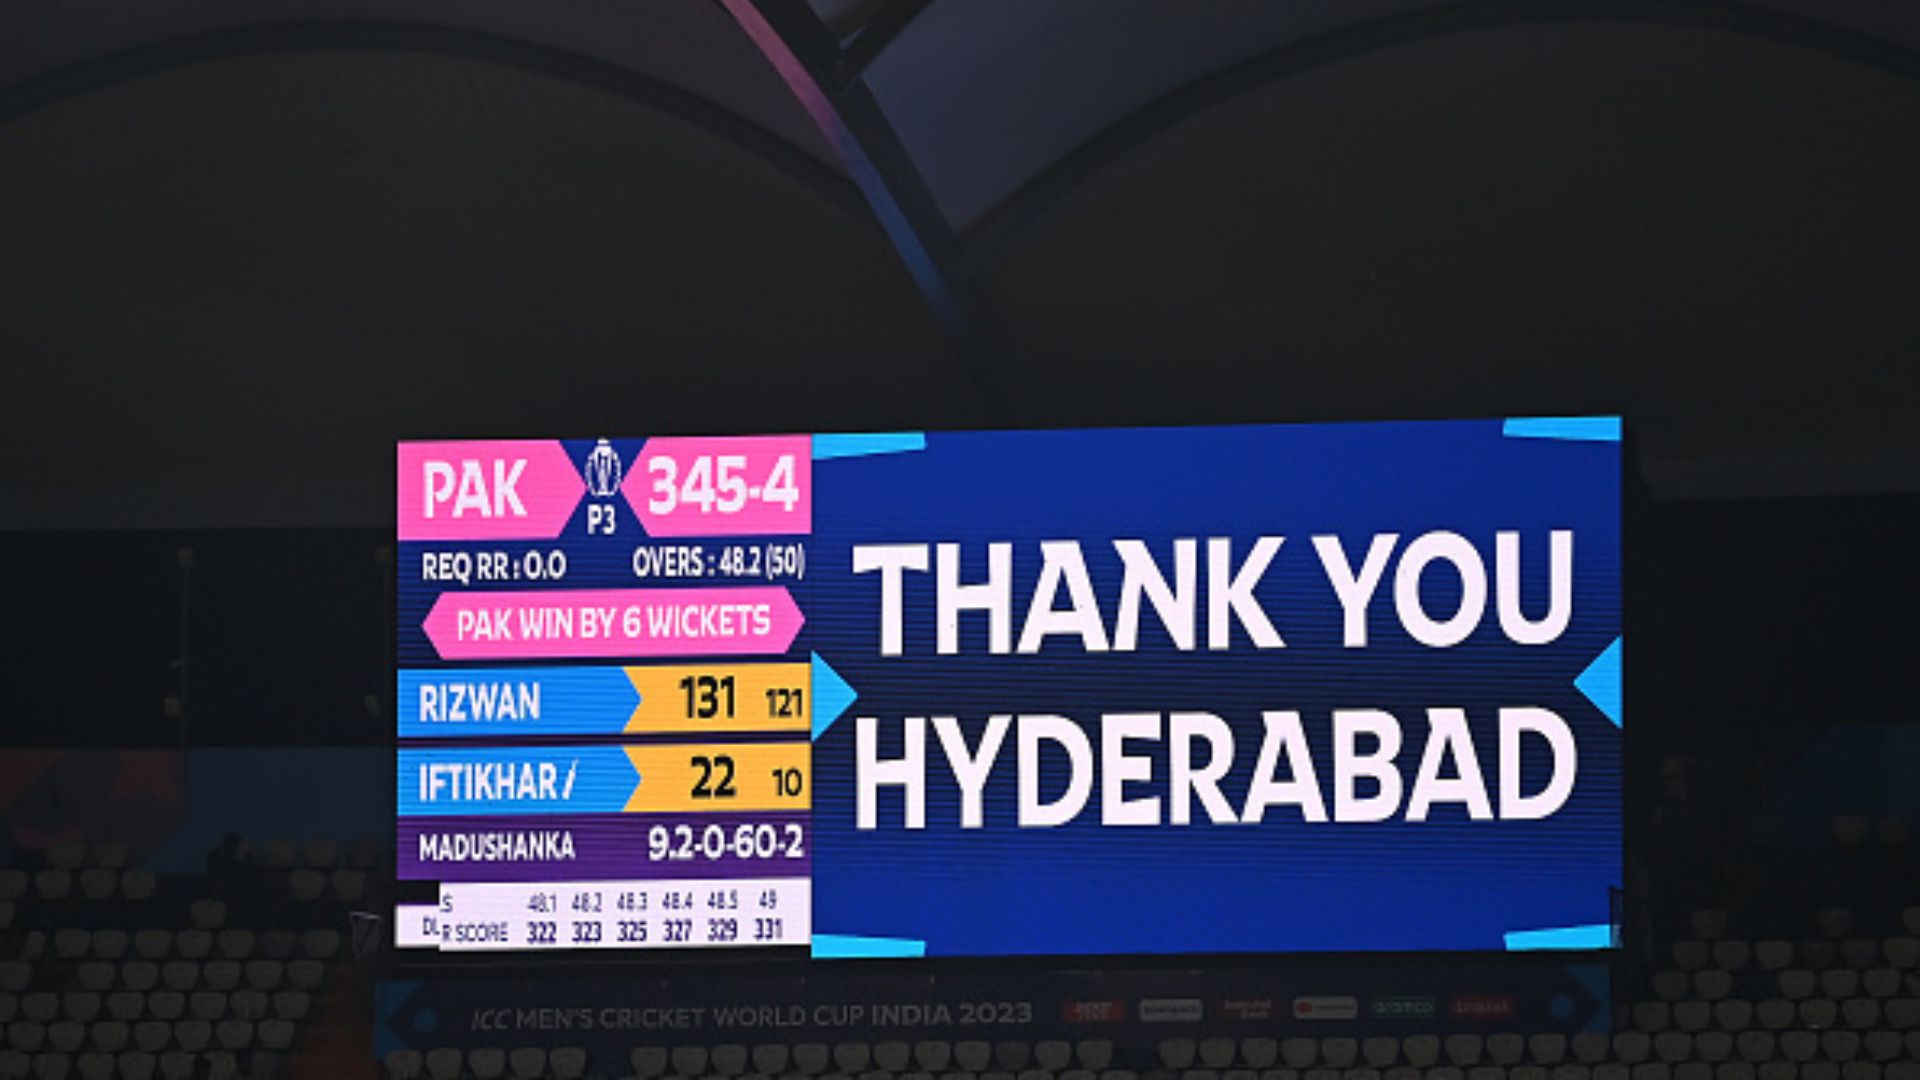 PAK 345-4
P3
REQ RR : 0.0 OVERS : 48.2 (50)
PAK WIN BY 6 WICKETS
RIZWAN 131 121
IFTIKHAR / 22 10
MADUSHANKA 9.2-0-60-2
S 48.1 48.2 48.3 48.4 48.5 49
DL R SCORE 322 323 325 327 329 331
THANK YOU
HYDERABAD
ICC MEN'S CRICKET WORLD CUP INDIA 2023
aramco